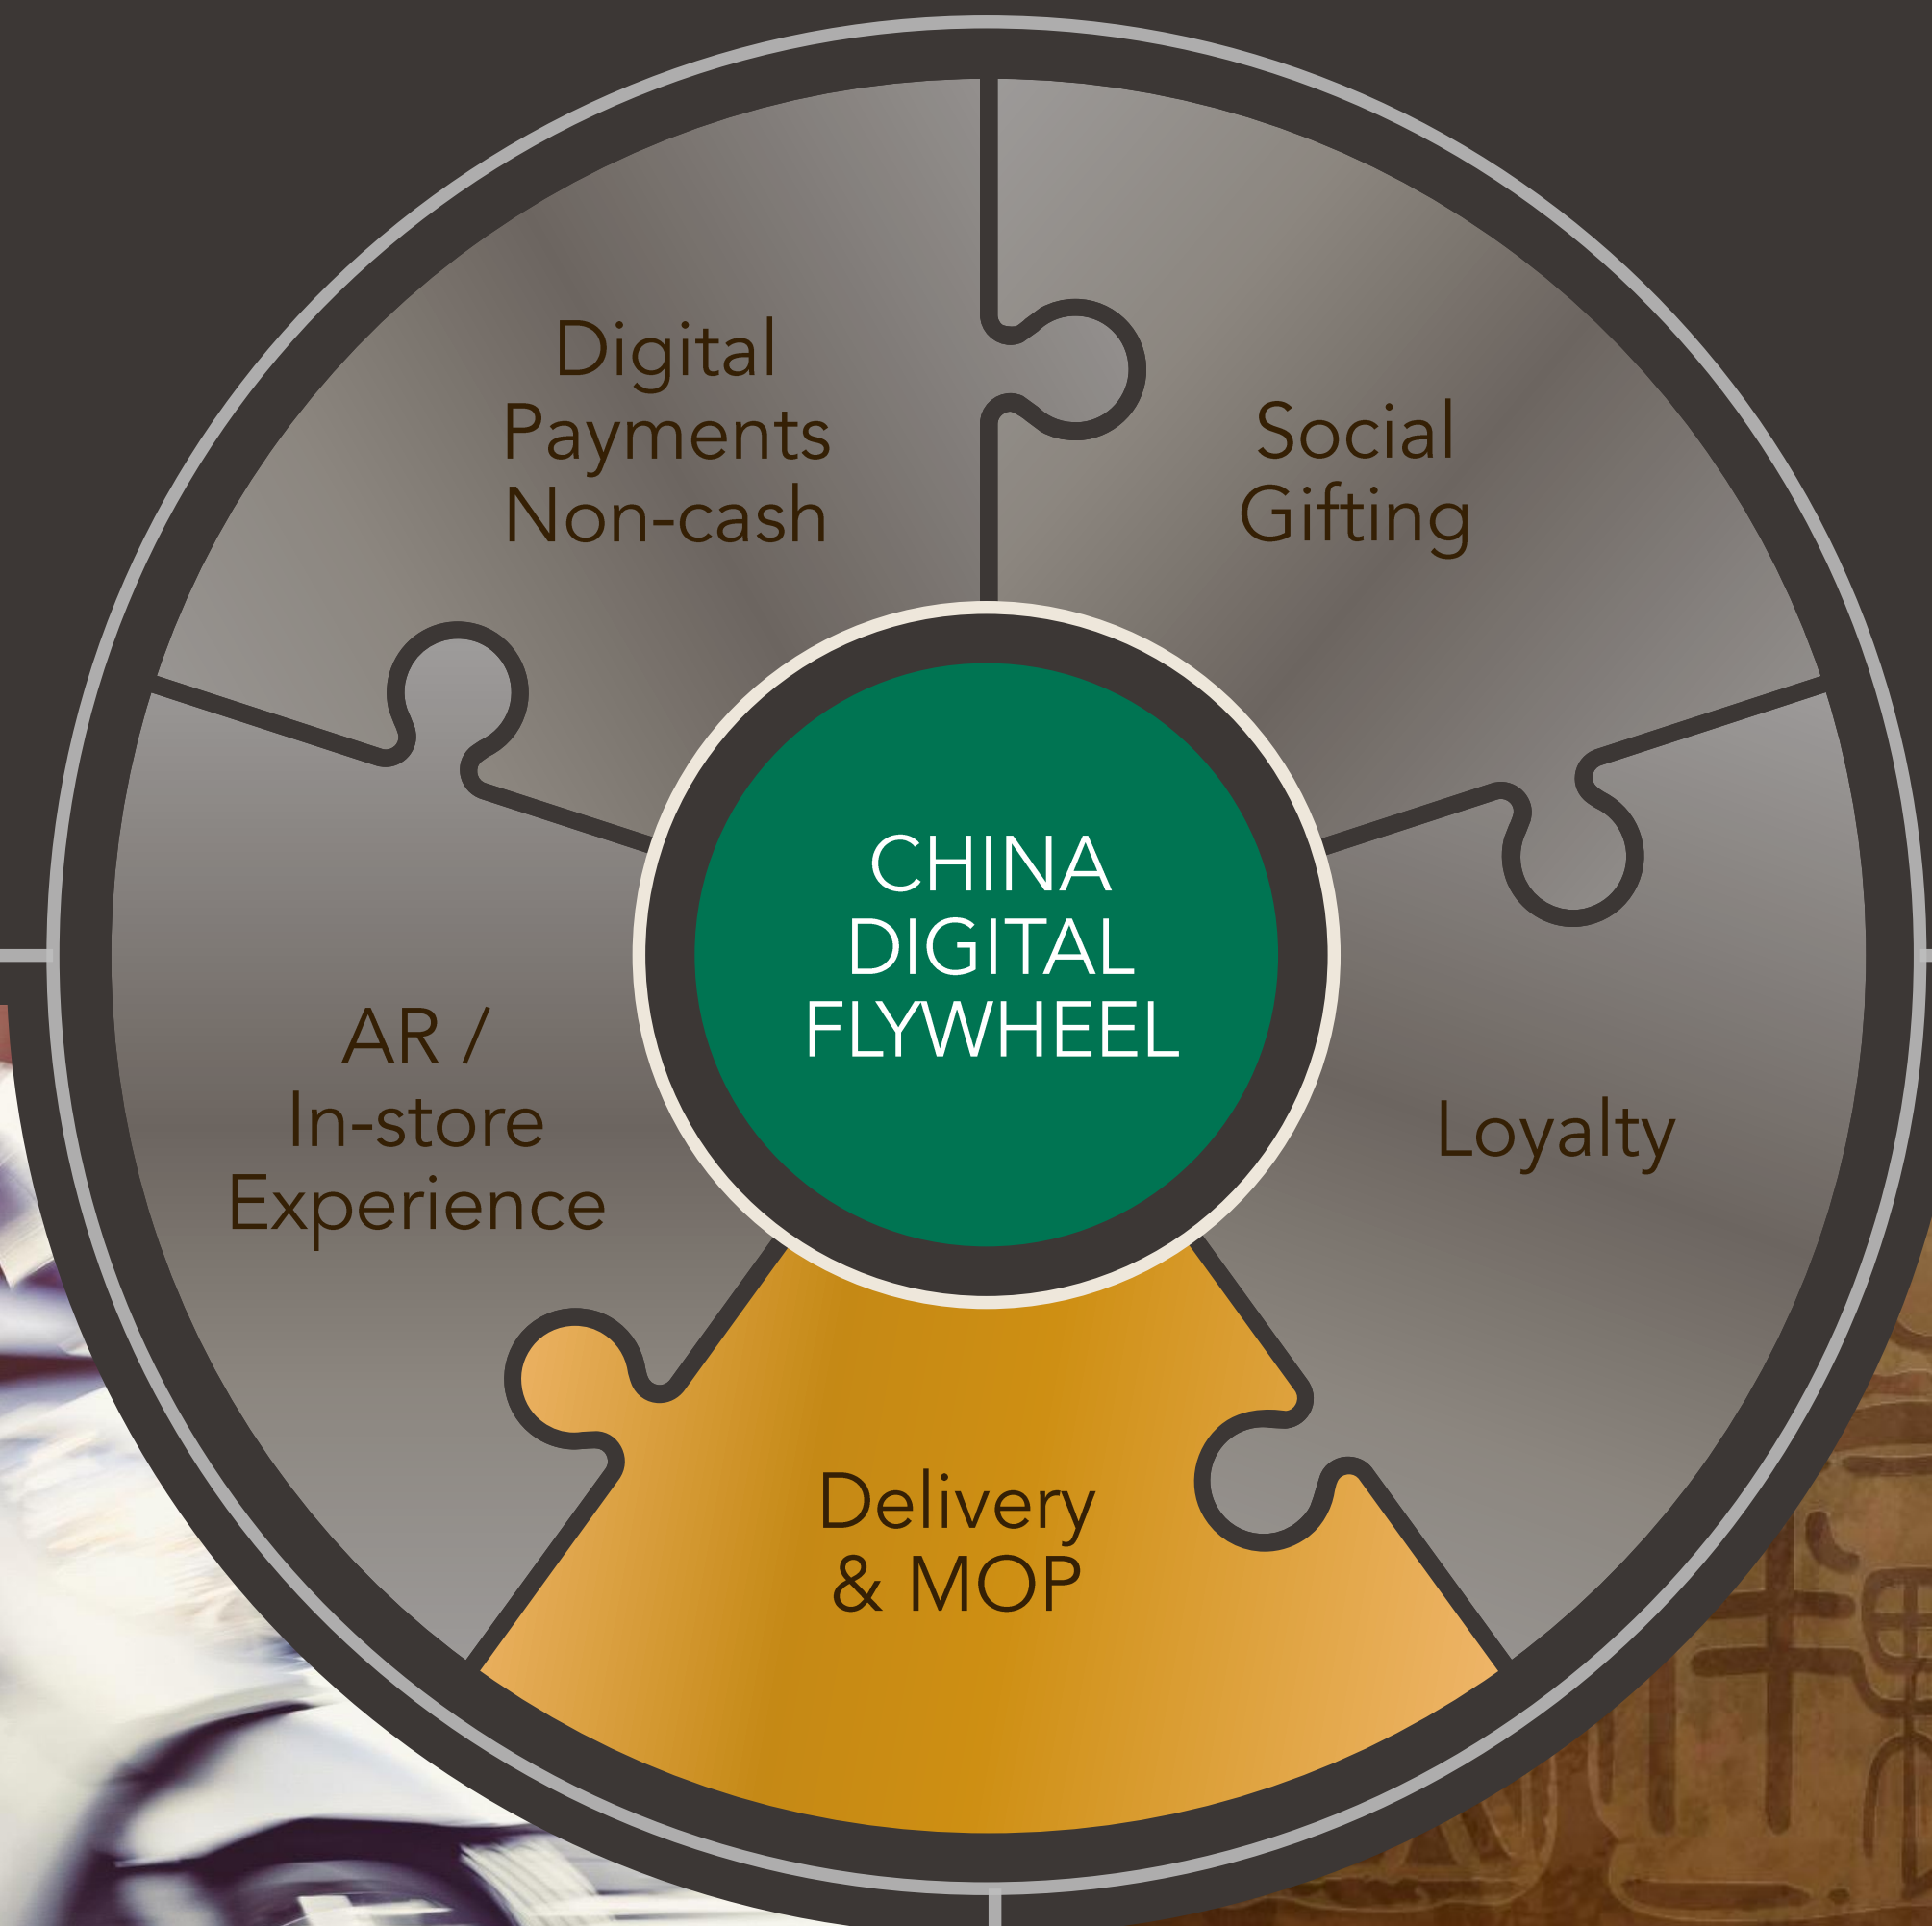 Digital
Payments
Non-cash
Social
Gifting
CHINA
DIGITAL
FLYWHEEL
AR /
In-store
Experience
Loyalty
Delivery
& MOP